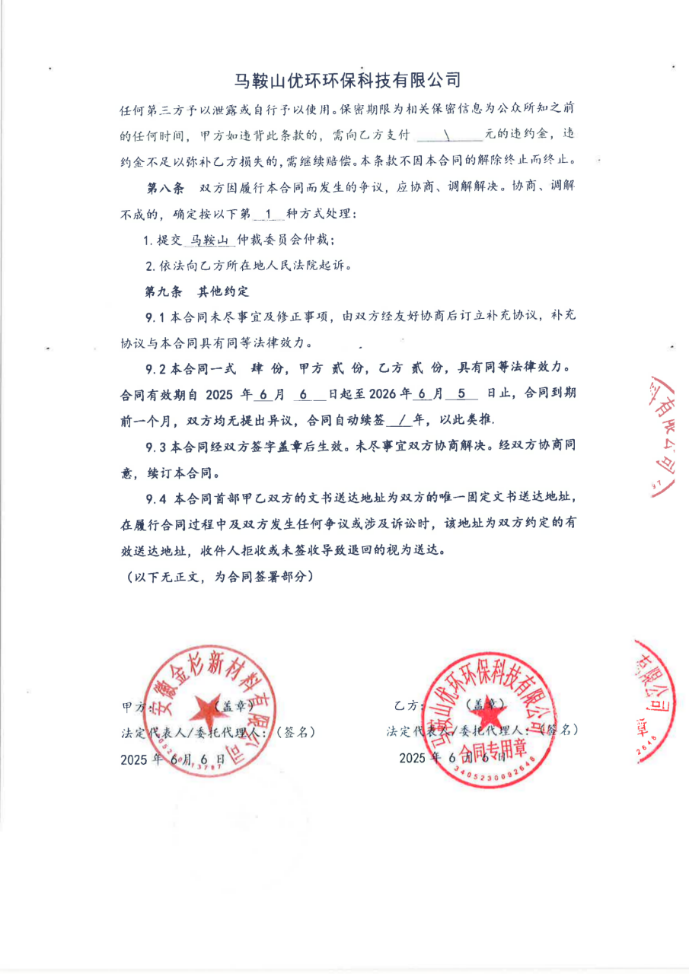 马鞍山优环环保科技有限公司
任何第三方予以泄露或自行予以使用。保密期限为相关保密信息为公众所知之前
的任何时间，甲方如违背此条款的，需向乙方支付 \ 元的违约金，违
约金不足以弥补乙方损失的，需继续赔偿。本条款不因本合同的解除终止而终止。
第八条 双方因履行本合同而发生的争议，应协商、调解解决。协商、调解
不成的，确定按以下第 1 种方式处理：
1.提交 马鞍山 仲裁委员会仲裁；
2.依法向乙方所在地人民法院起诉。
第九条 其他约定
9.1本合同未尽事宜及修正事项，由双方经友好协商后订立补充协议，补充
协议与本合同具有同等法律效力。
9.2本合同一式 肆 份，甲方 贰 份，乙方 贰 份，具有同等法律效力。
合同有效期自 2025 年 6 月 6 日起至2026年 6 月 5 日止，合同到期
前一个月，双方均无提出异议，合同自动续签 / 年，以此类推.
9.3本合同经双方签字盖章后生效。未尽事宜双方协商解决。经双方协商同
意，续订本合同。
9.4 本合同首部甲乙双方的文书送达地址为双方的唯一固定文书送达地址，
在履行合同过程中及双方发生任何争议或涉及诉讼时，该地址为双方约定的有
效送达地址，收件人拒收或未签收导致退回的视为送达。
（以下无正文，为合同签署部分）
甲方：（盖章）
法定代表人/委托代理人：（签名）
2025 年 6 月 6 日
安徽金杉新材料有限公司
乙方：（盖章）
法定代表人/委托代理人：（签名）
2025 年 6 月 6 日
马鞍山优环环保科技有限公司
合同专用章
3405230092646
有限公司
有限公司
章
2646